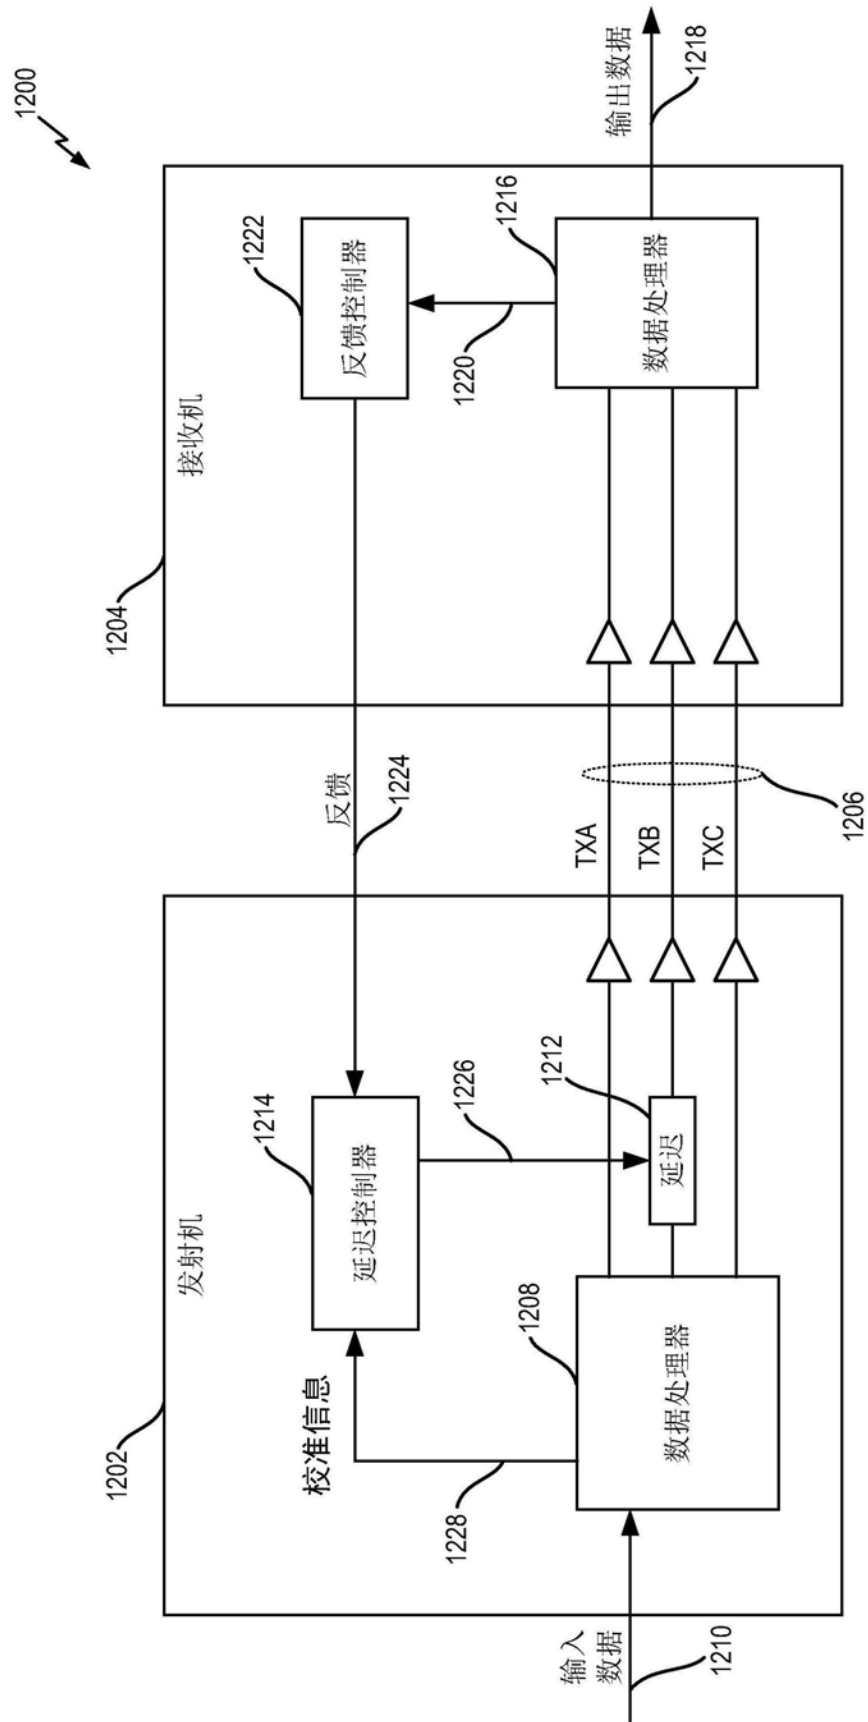 1200
发射机
1202
接收机
1204
延迟控制器
1214
反馈
1224
反馈控制器
1222
校准信息
1228
1226
1220
输入
数据
1210
数据处理器
1208
延迟
1212
TXA
TXB
TXC
1206
数据处理器
1216
输出数据
1218